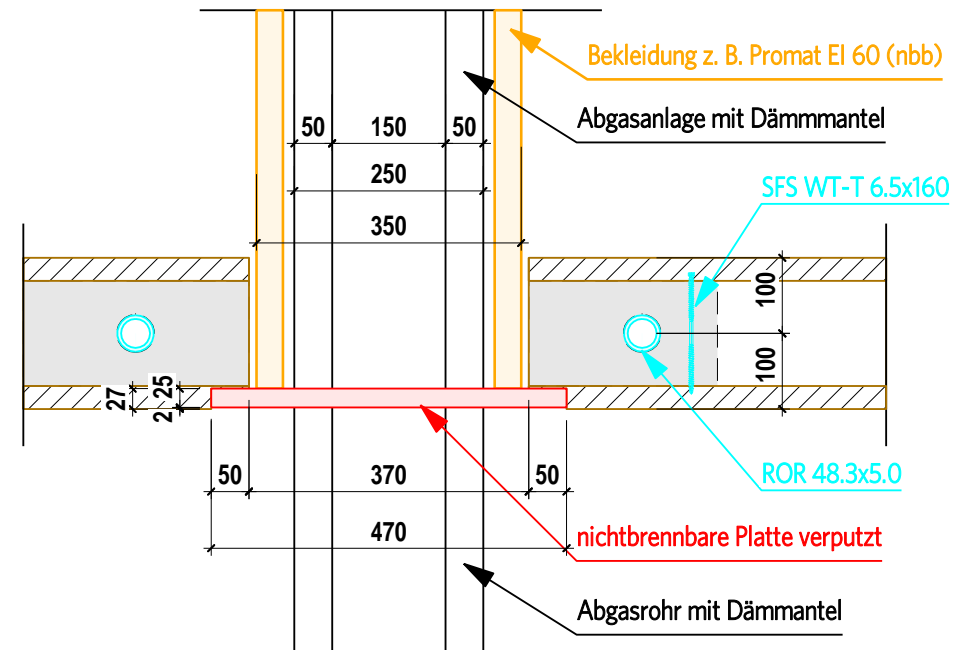 Bekleidung z. B. Promat EI 60 (nbb)
Abgasanlage mit Dämmmantel
50 150 50
250
SFS WT-T 6.5x160
350
100
100
27 25
2
50 370 50
ROR 48.3x5.0
470
nichtbrennbare Platte verputzt
Abgasrohr mit Dämmantel